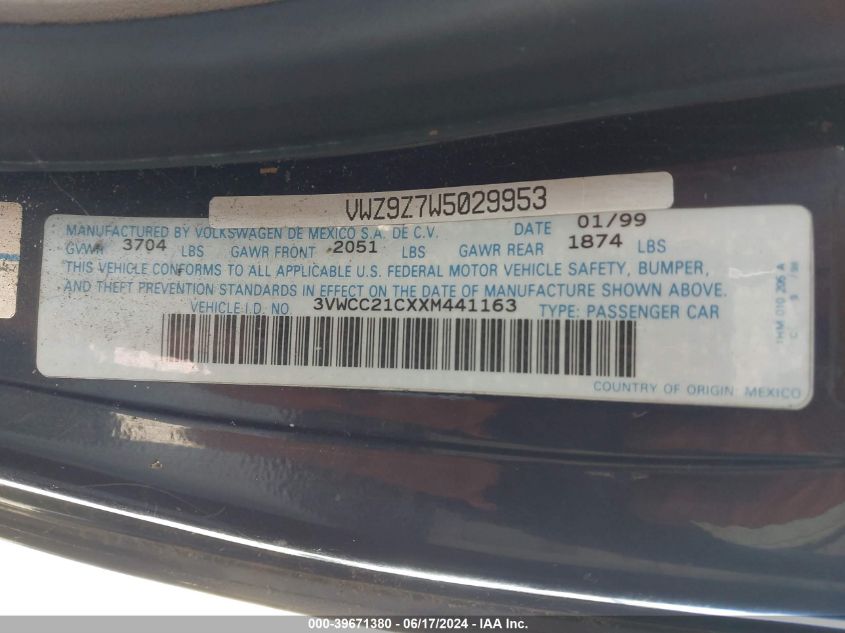 VWZ9Z7W5029953
MANUFACTURED BY VOLKSWAGEN DE MEXICO S.A. DE C.V. DATE 01/99
GVWR 3704 LBS GAWR FRONT 2051 LBS GAWR REAR 1874 LBS
THIS VEHICLE CONFORMS TO ALL APPLICABLE U.S. FEDERAL MOTOR VEHICLE SAFETY, BUMPER,
AND THEFT PREVENTION STANDARDS IN EFFECT ON THE DATE OF MANUFACTURE SHOWN ABOVE.
VEHICLE I.D. NO. 3VWCC21CXXM441163 TYPE: PASSENGER CAR
COUNTRY OF ORIGIN: MEXICO
1HM 010 206 A
000-39671380 - 06/17/2024 - IAA Inc.